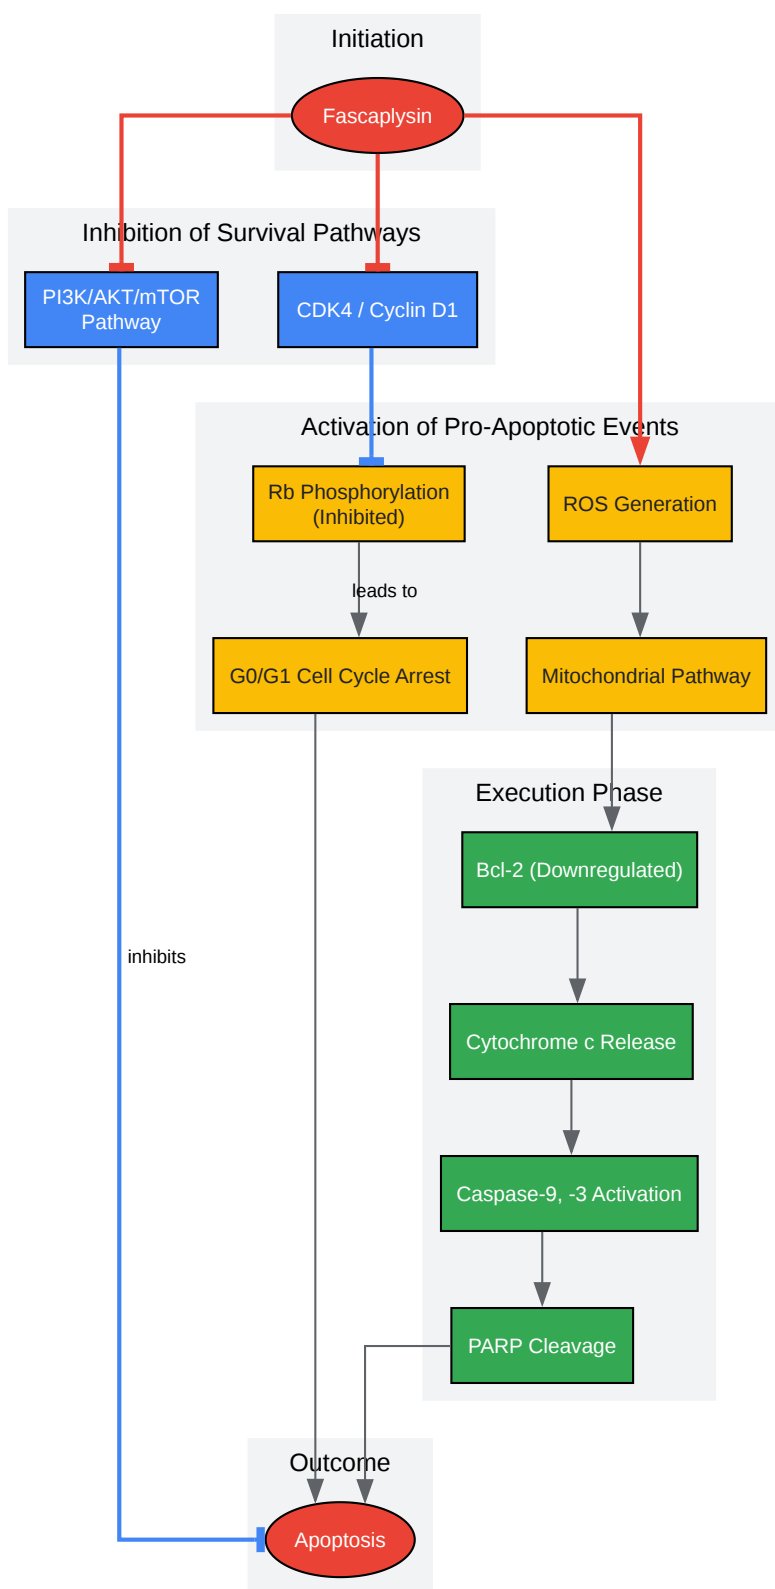 Initiation
Fascaplysin
Inhibition of Survival Pathways
PI3K/AKT/mTOR
Pathway
CDK4 / Cyclin D1
Activation of Pro-Apoptotic Events
Rb Phosphorylation
(Inhibited)
ROS Generation
leads to
G0/G1 Cell Cycle Arrest
Mitochondrial Pathway
Execution Phase
Bcl-2 (Downregulated)
inhibits
Cytochrome c Release
Caspase-9, -3 Activation
PARP Cleavage
Outcome
Apoptosis